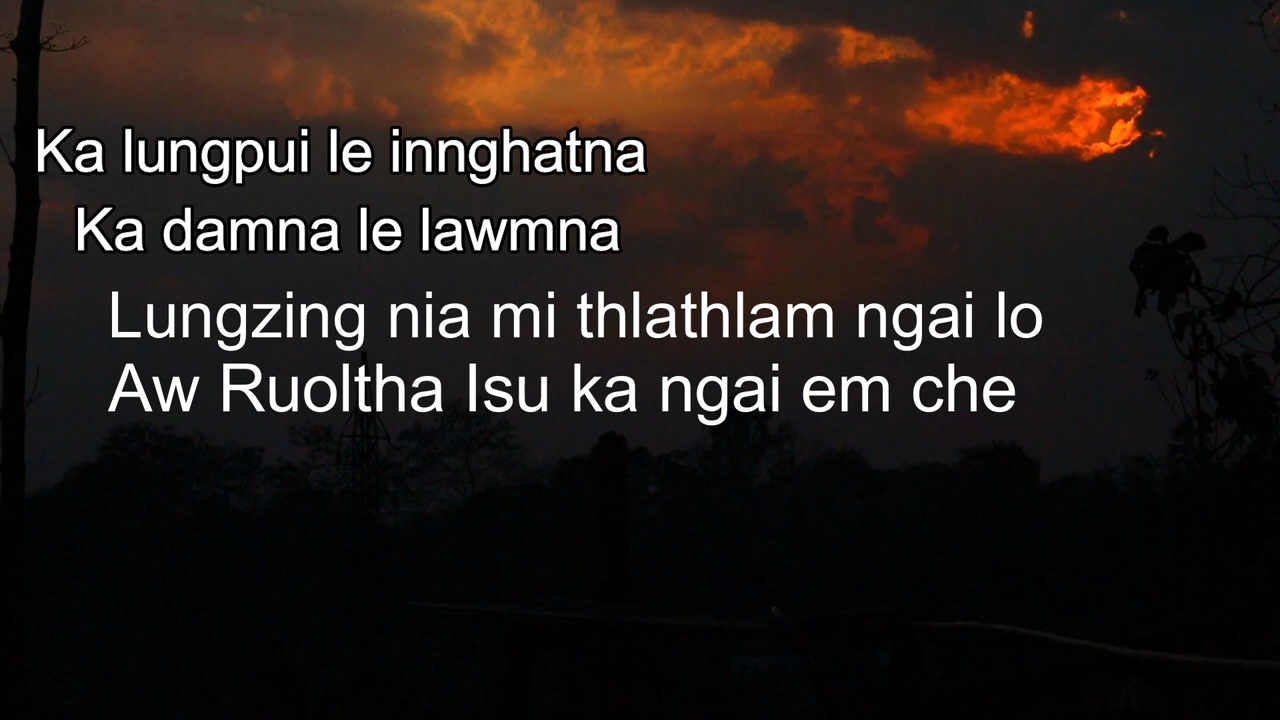 Ka lungpui le innghatna
Ka damna le lawmna
Lungzing nia mi thlathlam ngai lo
Aw Ruoltha Isu ka ngai em che